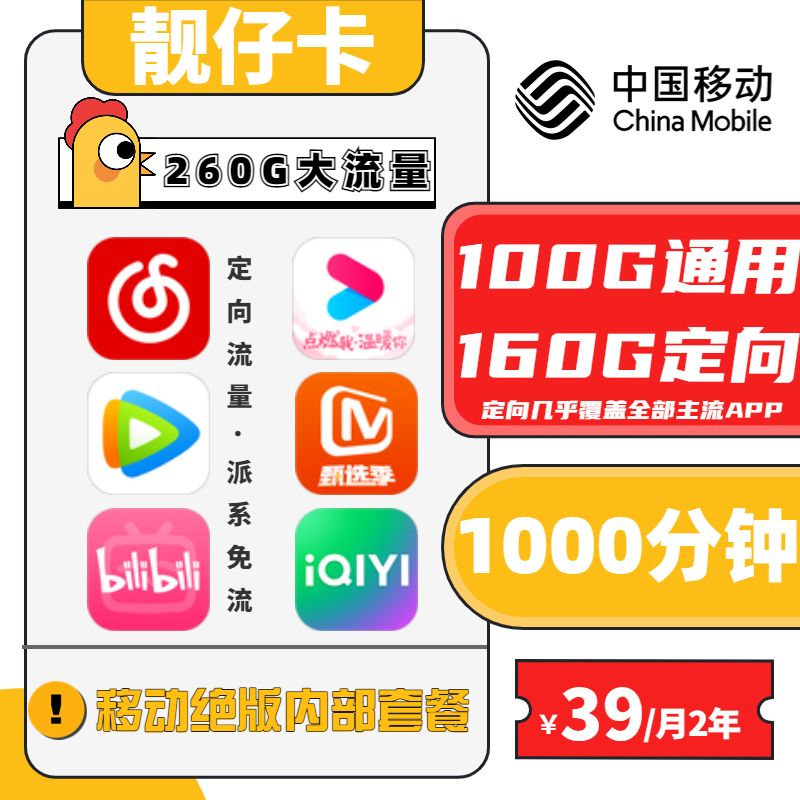 靓仔卡
中国移动
China Mobile
260G大流量
100G通用
160G定向
定向几乎覆盖全部主流APP
定向流量·派系免流
点燃我·温暖你
甄选季
bilibili
iQIYI
1000分钟
!
移动绝版内部套餐
¥39/月2年